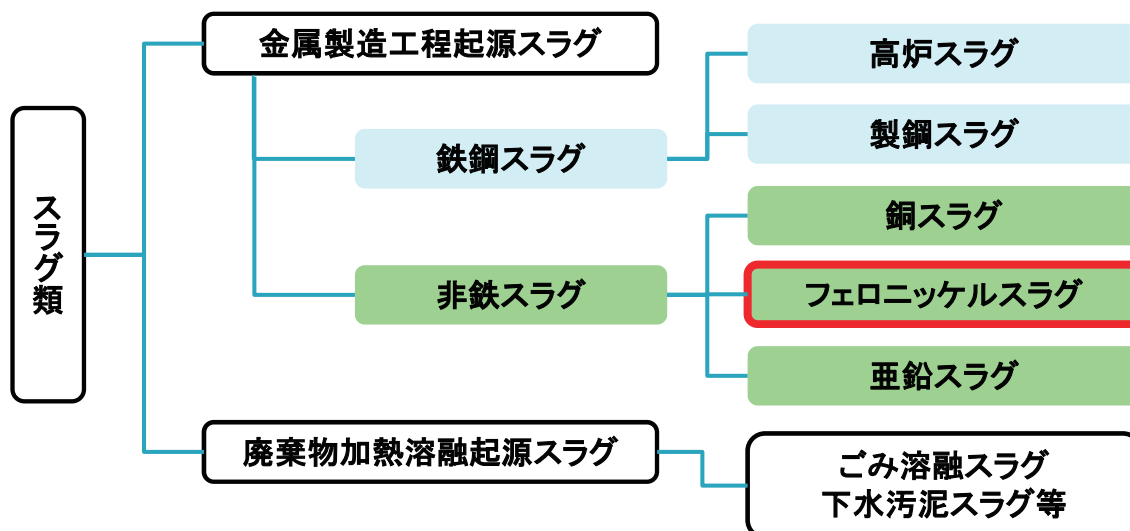 スラグ類
金属製造工程起源スラグ
鉄鋼スラグ
高炉スラグ
製鋼スラグ
非鉄スラグ
銅スラグ
フェロニッケルスラグ
亜鉛スラグ
廃棄物加熱溶融起源スラグ
ごみ溶融スラグ
下水汚泥スラグ等